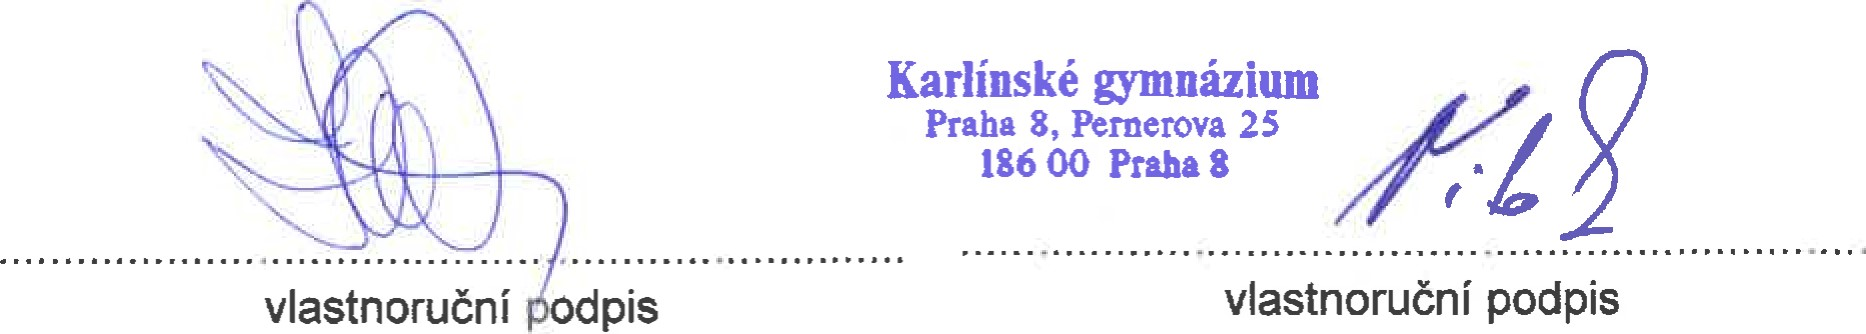 Karlínské gymnázium
Praha 8, Pernerova 25
186 00 Praha 8
vlastnoruční podpis
vlastnoruční podpis